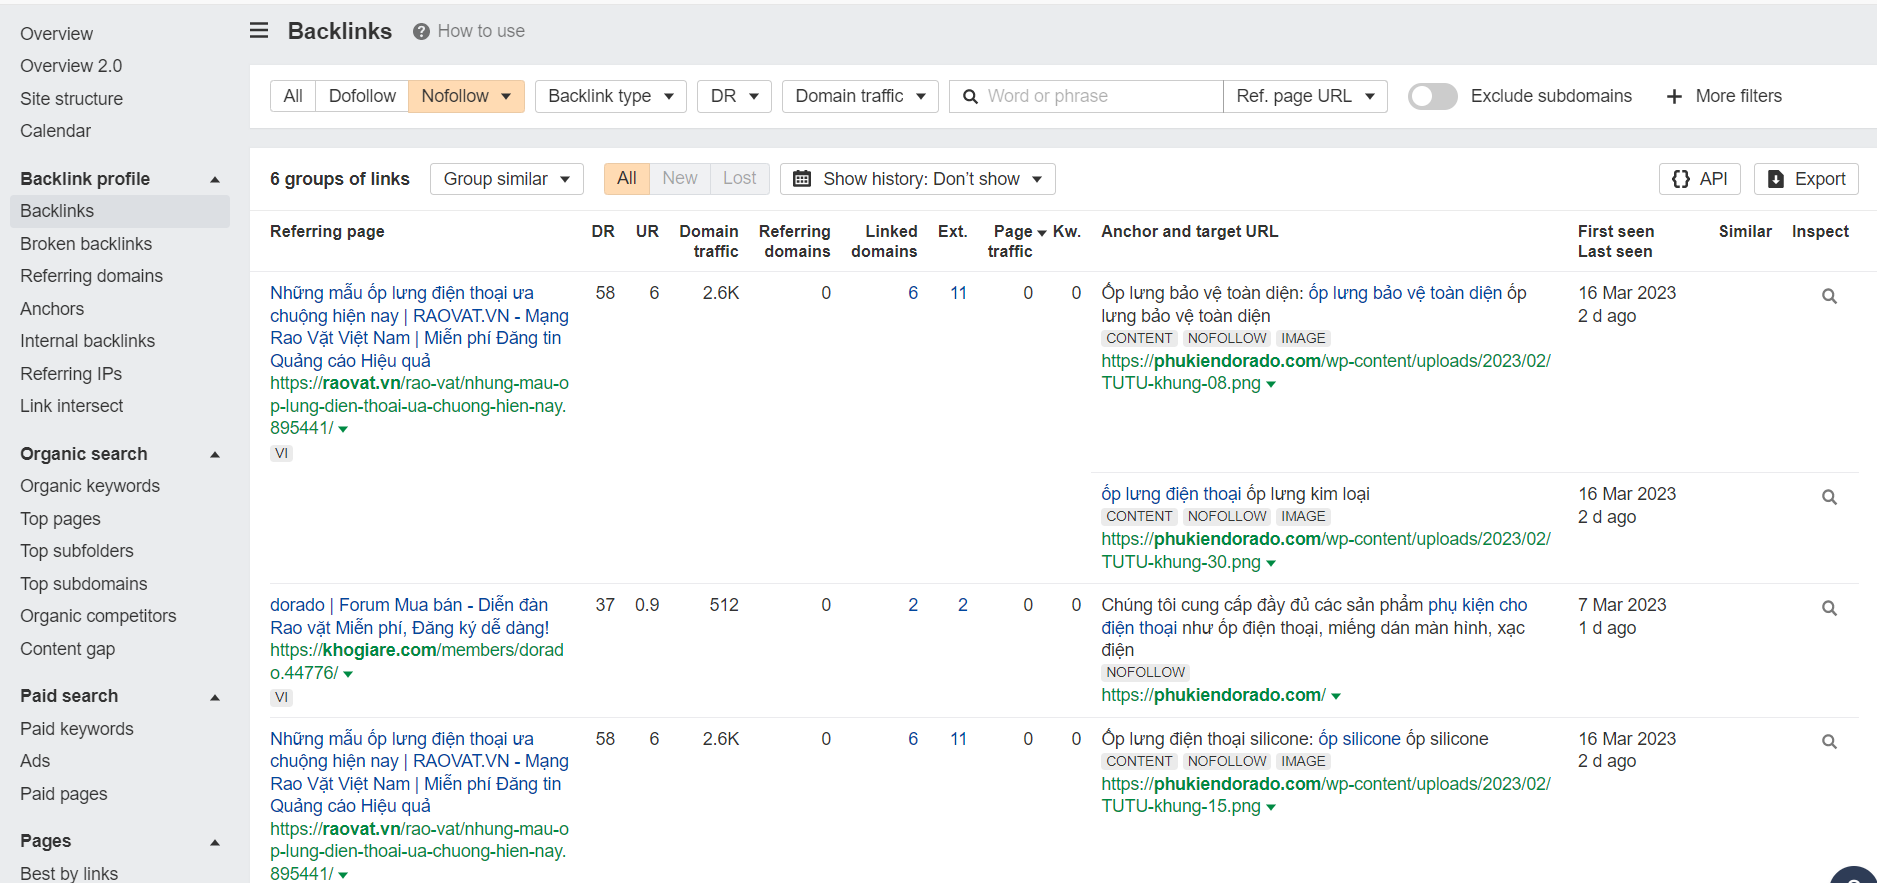 Overview
Overview 2.0
Site structure
Calendar
Backlink profile
Backlinks
Broken backlinks
Referring domains
Anchors
Internal backlinks
Referring IPs
Link intersect
Organic search
Organic keywords
Top pages
Top subfolders
Top subdomains
Organic competitors
Content gap
Paid search
Paid keywords
Ads
Paid pages
Pages
Best by links
Backlinks ? How to use
All Dofollow Nofollow Backlink type DR Domain traffic Word or phrase Ref. page URL Exclude subdomains + More filters
6 groups of links Group similar All New Lost Show history: Don't show {} API Export
Referring page DR UR Domain traffic Referring domains Linked domains Ext. Page traffic Kw. Anchor and target URL First seen Last seen Similar Inspect
Những mẫu ốp lưng điện thoại ưa
chuộng hiện nay | RAOVAT.VN - Mạng
Rao Vặt Việt Nam | Miễn phí Đăng tin
Quảng cáo Hiệu quả
https://raovat.vn/rao-vat/nhung-mau-o
p-lung-dien-thoai-ua-chuong-hien-nay.
895441/
VI
58 6 2.6K 0 6 11 0 0
Ốp lưng bảo vệ toàn diện: ốp lưng bảo vệ toàn diện ốp
lưng bảo vệ toàn diện
CONTENT NOFOLLOW IMAGE
https://phukiendorado.com/wp-content/uploads/2023/02/
TUTU-khung-08.png
16 Mar 2023
2 d ago
ốp lưng điện thoại ốp lưng kim loại
CONTENT NOFOLLOW IMAGE
https://phukiendorado.com/wp-content/uploads/2023/02/
TUTU-khung-30.png
16 Mar 2023
2 d ago
dorado | Forum Mua bán - Diễn đàn
Rao vặt Miễn phí, Đăng ký dễ dàng!
https://khogiare.com/members/dorad
o.44776/
VI
37 0.9 512 0 2 2 0 0
Chúng tôi cung cấp đầy đủ các sản phẩm phụ kiện cho
điện thoại như ốp điện thoại, miếng dán màn hình, xạc
điện
NOFOLLOW
https://phukiendorado.com/
7 Mar 2023
1 d ago
Những mẫu ốp lưng điện thoại ưa
chuộng hiện nay | RAOVAT.VN - Mạng
Rao Vặt Việt Nam | Miễn phí Đăng tin
Quảng cáo Hiệu quả
https://raovat.vn/rao-vat/nhung-mau-o
p-lung-dien-thoai-ua-chuong-hien-nay.
895441/
58 6 2.6K 0 6 11 0 0
Ốp lưng điện thoại silicone: ốp silicone ốp silicone
CONTENT NOFOLLOW IMAGE
https://phukiendorado.com/wp-content/uploads/2023/02/
TUTU-khung-15.png
16 Mar 2023
2 d ago